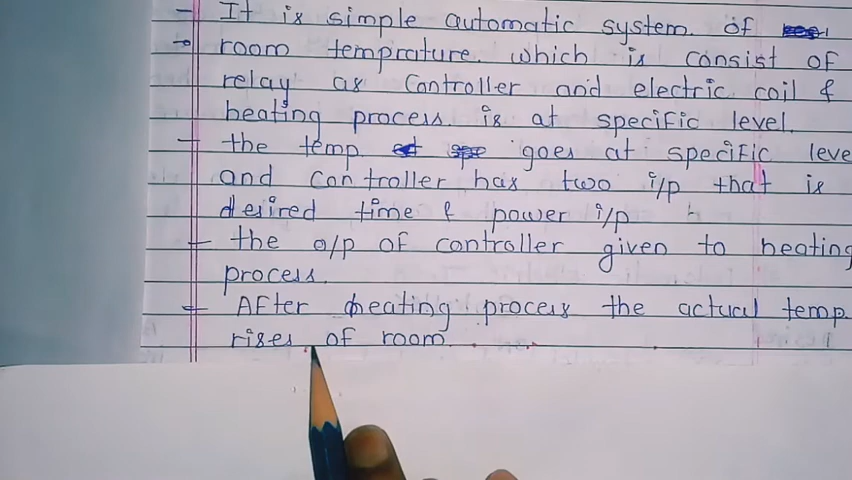 - It is simple automatic system. of
- room temprature. which is consist of
relay as controller and electric coil &
heating process. is at specific level.
- the temp. goes at specific leve
and controller has two i/p that is
desired time & power i/p
- the o/p of controller given to heating
process.
- After heating process the actual temp.
rises of room.